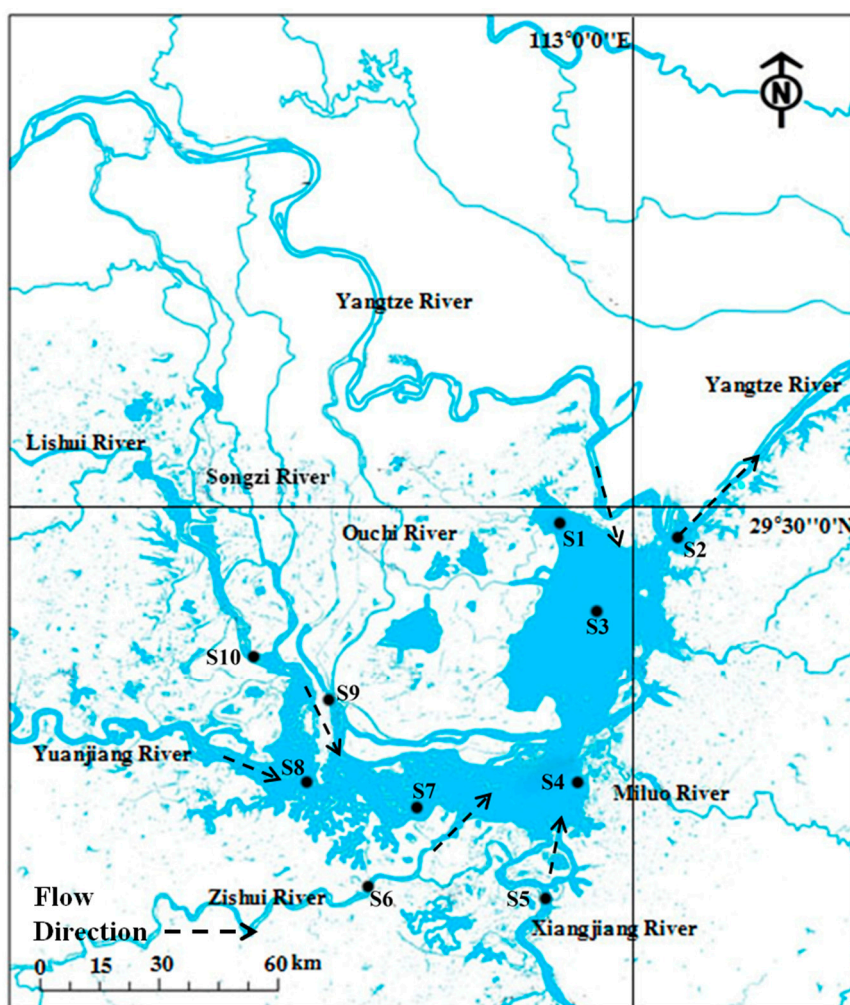 113°0'0''E
N
Yangtze River
Yangtze River
Lishui River
Songzi River
Ouchi River
S1
S2
29°30''0'N
S3
S10
S9
Yuanjiang River
S8
S7
S4
Miluo River
Zishui River
S6
S5
Xiangjiang River
Flow
Direction
0 15 30 60 km